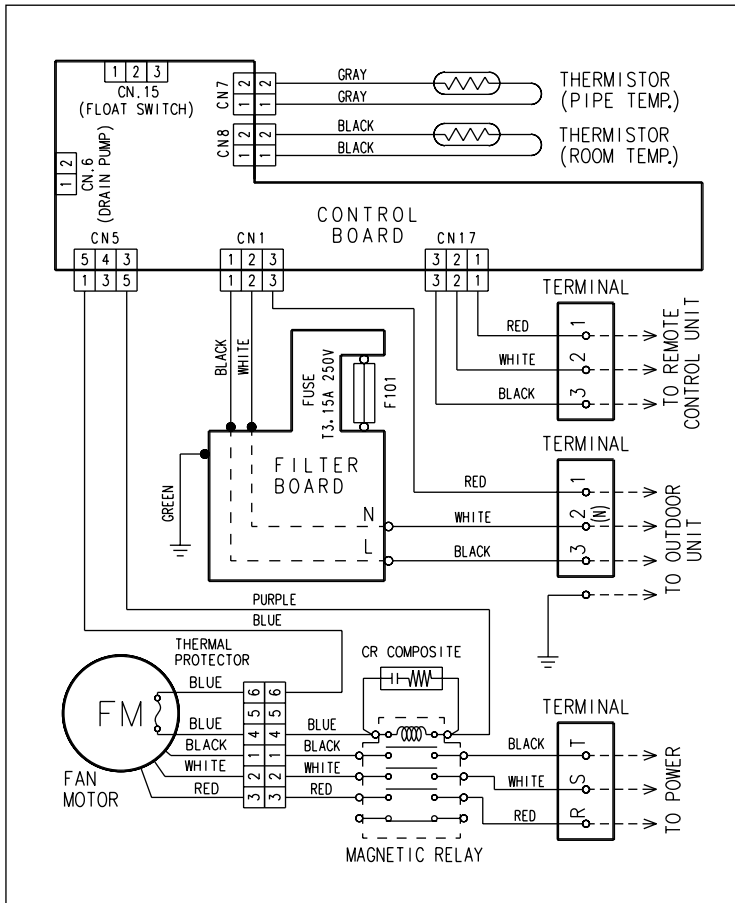 1 2 3
CN.15
(FLOAT SWITCH)
CN7
2 2
1 1
GRAY
GRAY
THERMISTOR
(PIPE TEMP.)
CN8
2 2
1 1
BLACK
BLACK
THERMISTOR
(ROOM TEMP.)
1 2
CN.6
(DRAIN PUMP)
CONTROL
BOARD
CN5
5 4 3
1 3 5
CN1
1 2 3
1 2 3
CN17
3 2 1
3 2 1
TERMINAL
RED
1
WHITE
2
BLACK
3
TO REMOTE
CONTROL UNIT
BLACK
WHITE
FUSE
T3.15A 250V
F101
FILTER
BOARD
GREEN
N
L
TERMINAL
RED
1
WHITE
2
(N)
BLACK
3
TO OUTDOOR
UNIT
PURPLE
BLUE
THERMAL
PROTECTOR
CR COMPOSITE
FM
FAN
MOTOR
BLUE
6 6
5 5
BLUE
4 4
BLUE
BLACK
1 1
BLACK
WHITE
2 2
WHITE
RED
3 3
RED
MAGNETIC RELAY
TERMINAL
BLACK
T
WHITE
S
RED
R
TO POWER